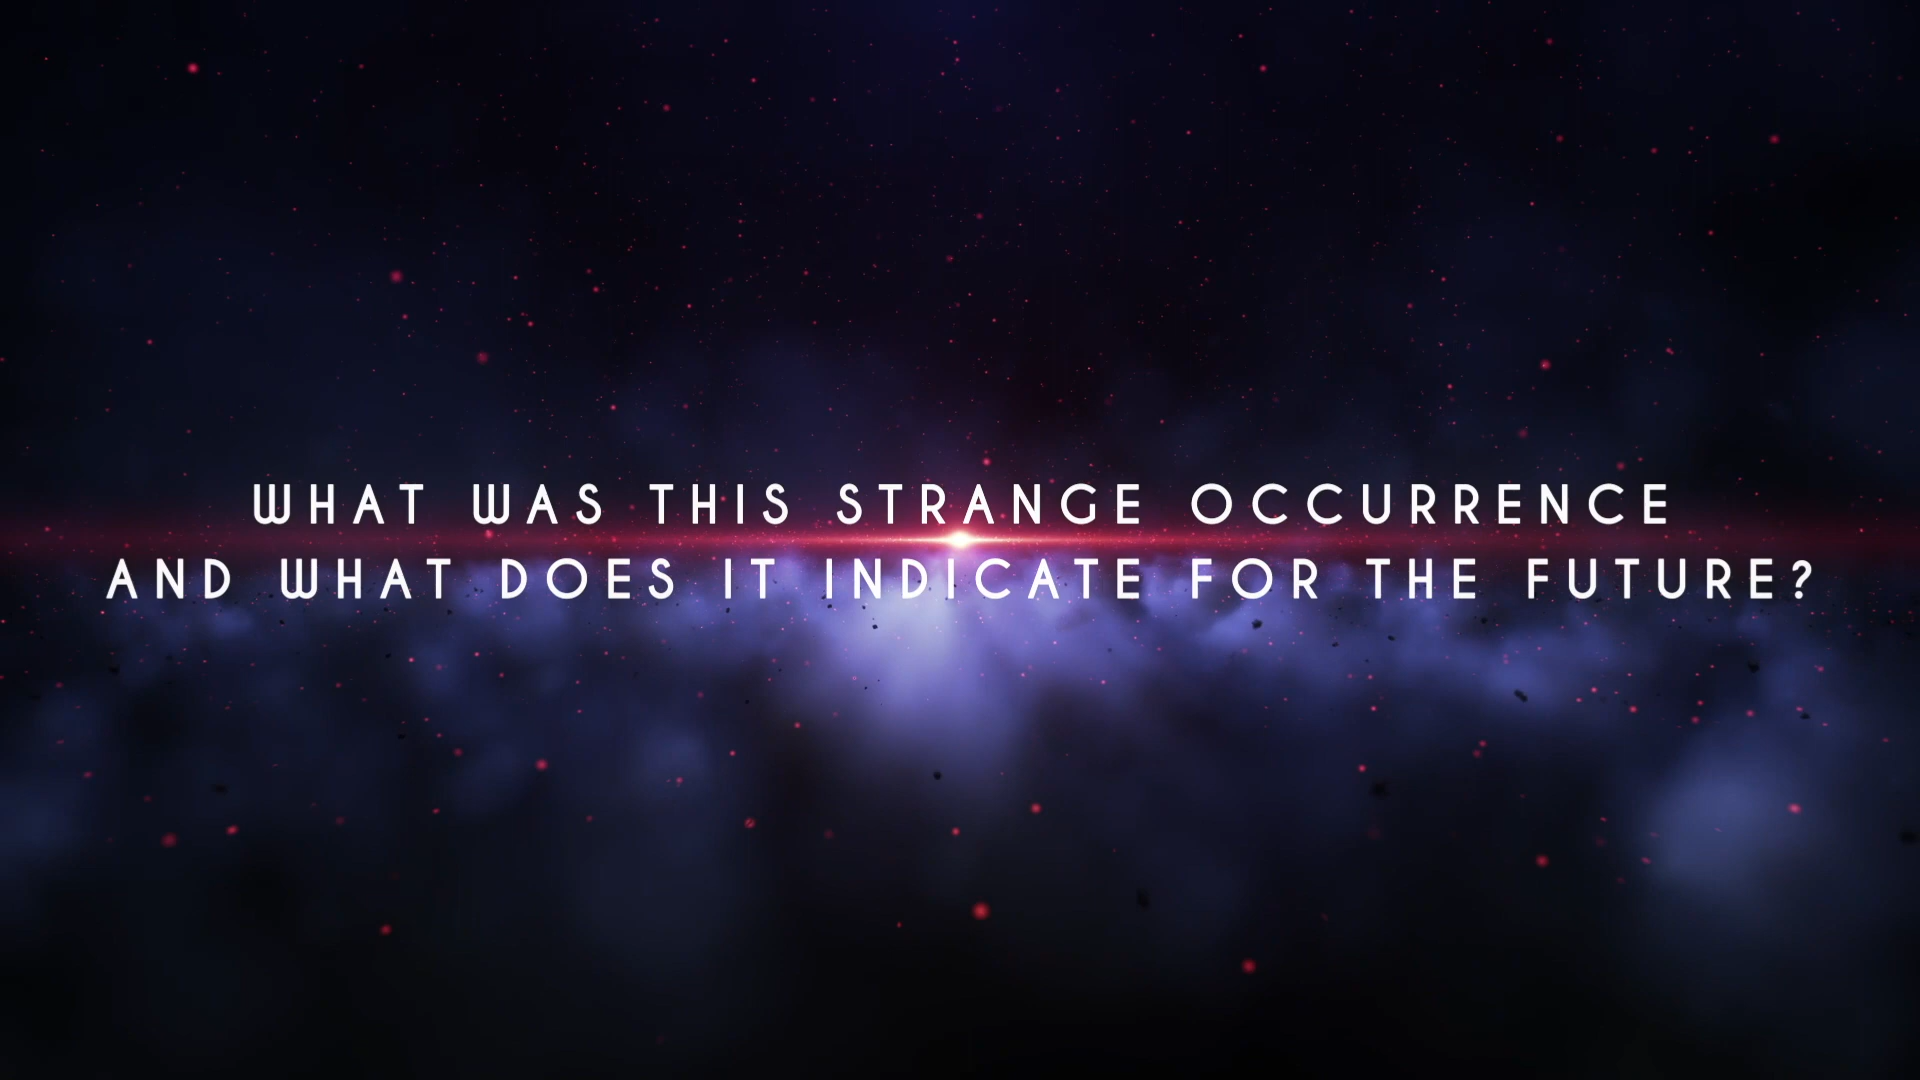 WHAT WAS THIS STRANGE OCCURRENCE
AND WHAT DOES IT INDICATE FOR THE FUTURE?